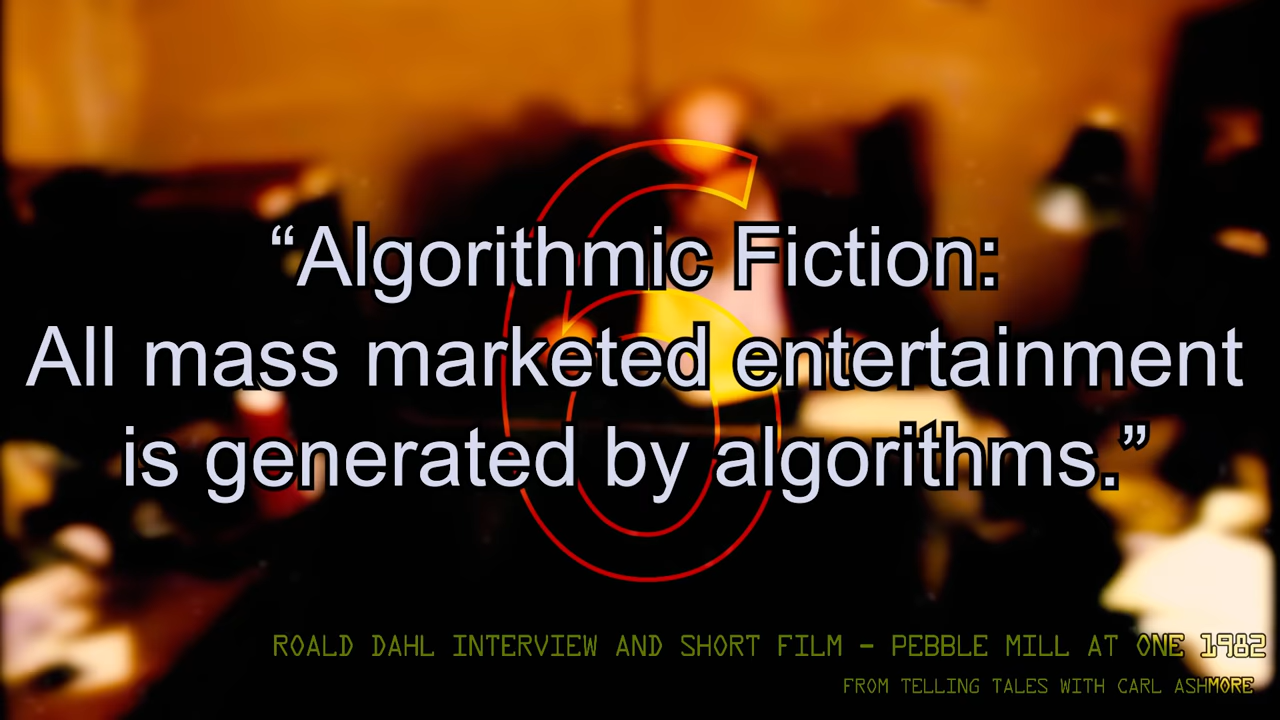 “Algorithmic Fiction:
All mass marketed entertainment
is generated by algorithms.”
6
ROALD DAHL INTERVIEW AND SHORT FILM – PEBBLE MILL AT ONE 1982
FROM TELLING TALES WITH CARL ASHMORE